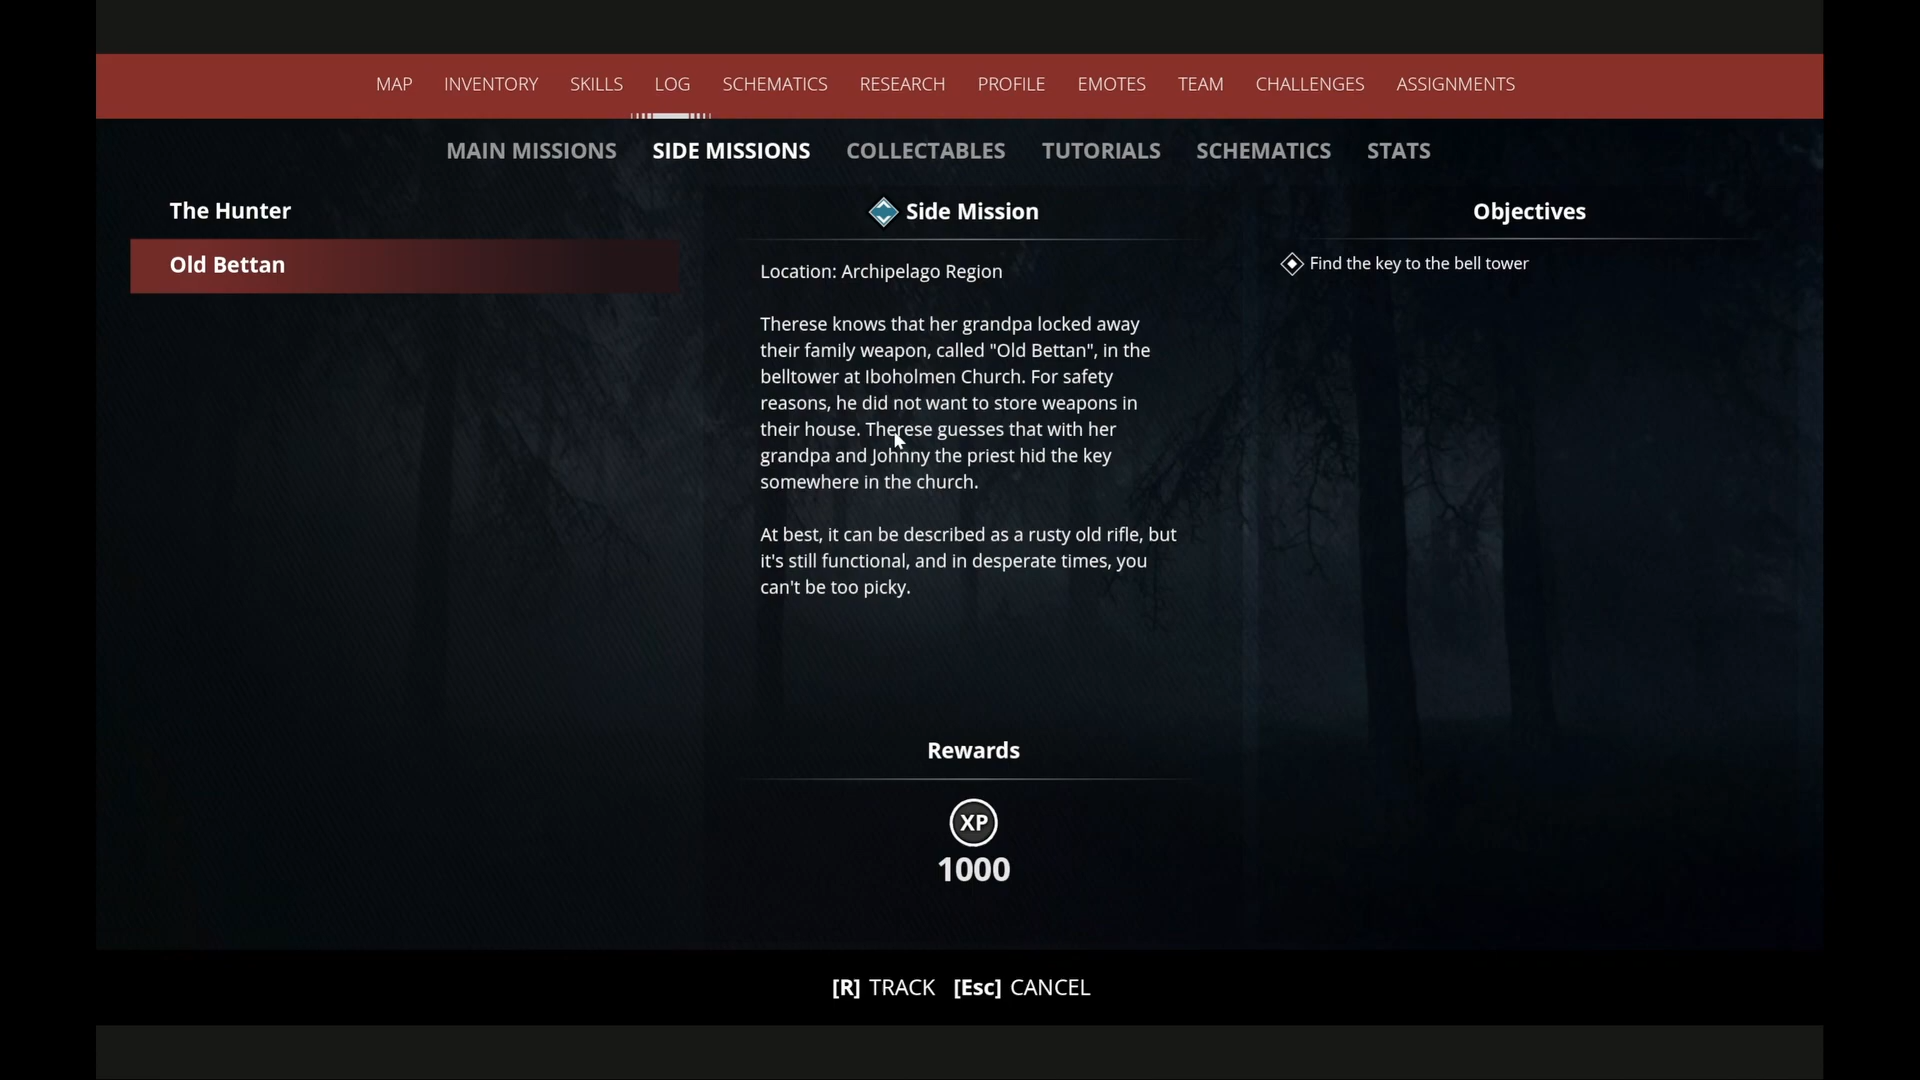 MAP INVENTORY SKILLS LOG SCHEMATICS RESEARCH PROFILE EMOTES TEAM CHALLENGES ASSIGNMENTS
MAIN MISSIONS SIDE MISSIONS COLLECTABLES TUTORIALS SCHEMATICS STATS
The Hunter
Old Bettan
Side Mission
Location: Archipelago Region
Therese knows that her grandpa locked away
their family weapon, called "Old Bettan", in the
belltower at Iboholmen Church. For safety
reasons, he did not want to store weapons in
their house. Therese guesses that with her
grandpa and Johnny the priest hid the key
somewhere in the church.
At best, it can be described as a rusty old rifle, but
it's still functional, and in desperate times, you
can't be too picky.
Rewards
XP
1000
Objectives
Find the key to the bell tower
[R] TRACK [Esc] CANCEL